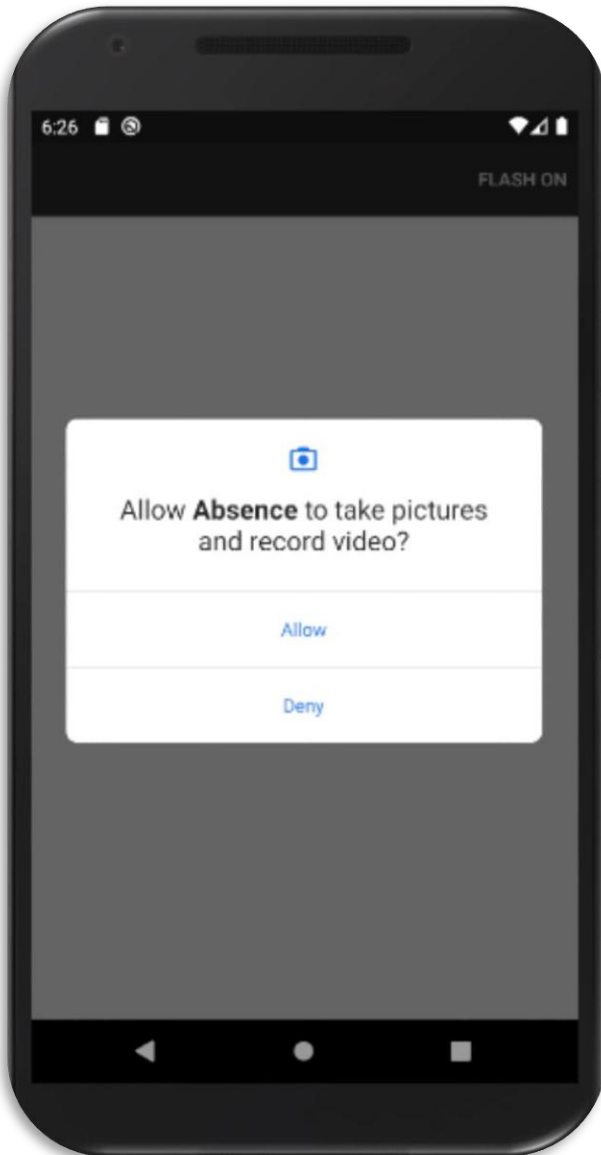 6:26
FLASH ON
Allow Absence to take pictures
and record video?
Allow
Deny